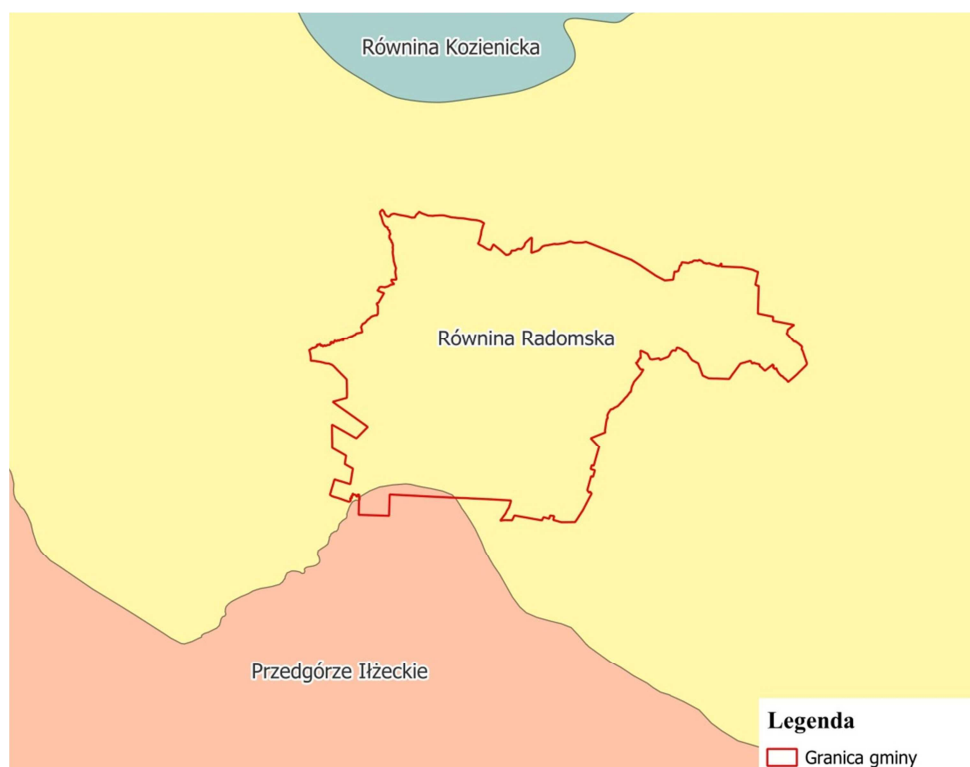 Równina Kozienicka
Równina Radomska
Przedgórze Iłżeckie
Legenda
Granica gminy